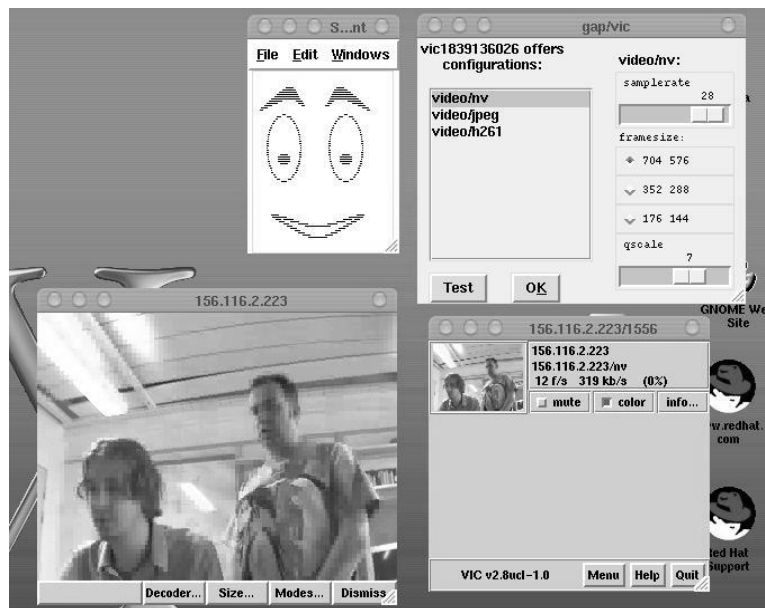 S...nt
File Edit Windows
gap/vic
vic1839136026 offers
configurations:
video/nv
video/jpeg
video/h261
video/nv:
samplerate
28
framesize:
704 576
352 288
176 144
qscale
7
Test OK
156.116.2.223
Decoder... Size... Modes... Dismiss
156.116.2.223/1556
156.116.2.223
156.116.2.223/nv
12 f/s 319 kb/s (0%)
mute color info...
VIC v2.8ucl-1.0 Menu Help Quit
a
GNOME We
Site
w.redhat.
com
Red Hat
Support